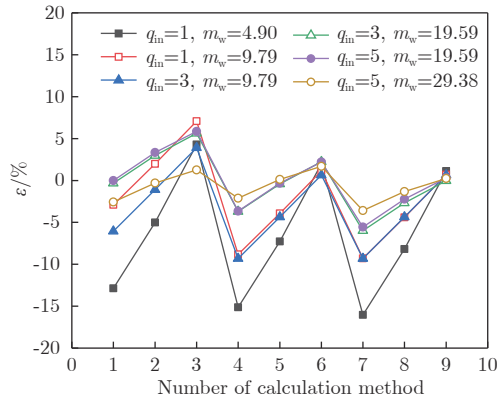 20
15
10
5
0
-5
-10
-15
-20
ε/%
q_in=1, m_w=4.90
q_in=3, m_w=19.59
q_in=1, m_w=9.79
q_in=5, m_w=19.59
q_in=3, m_w=9.79
q_in=5, m_w=29.38
0 1 2 3 4 5 6 7 8 9 10
Number of calculation method